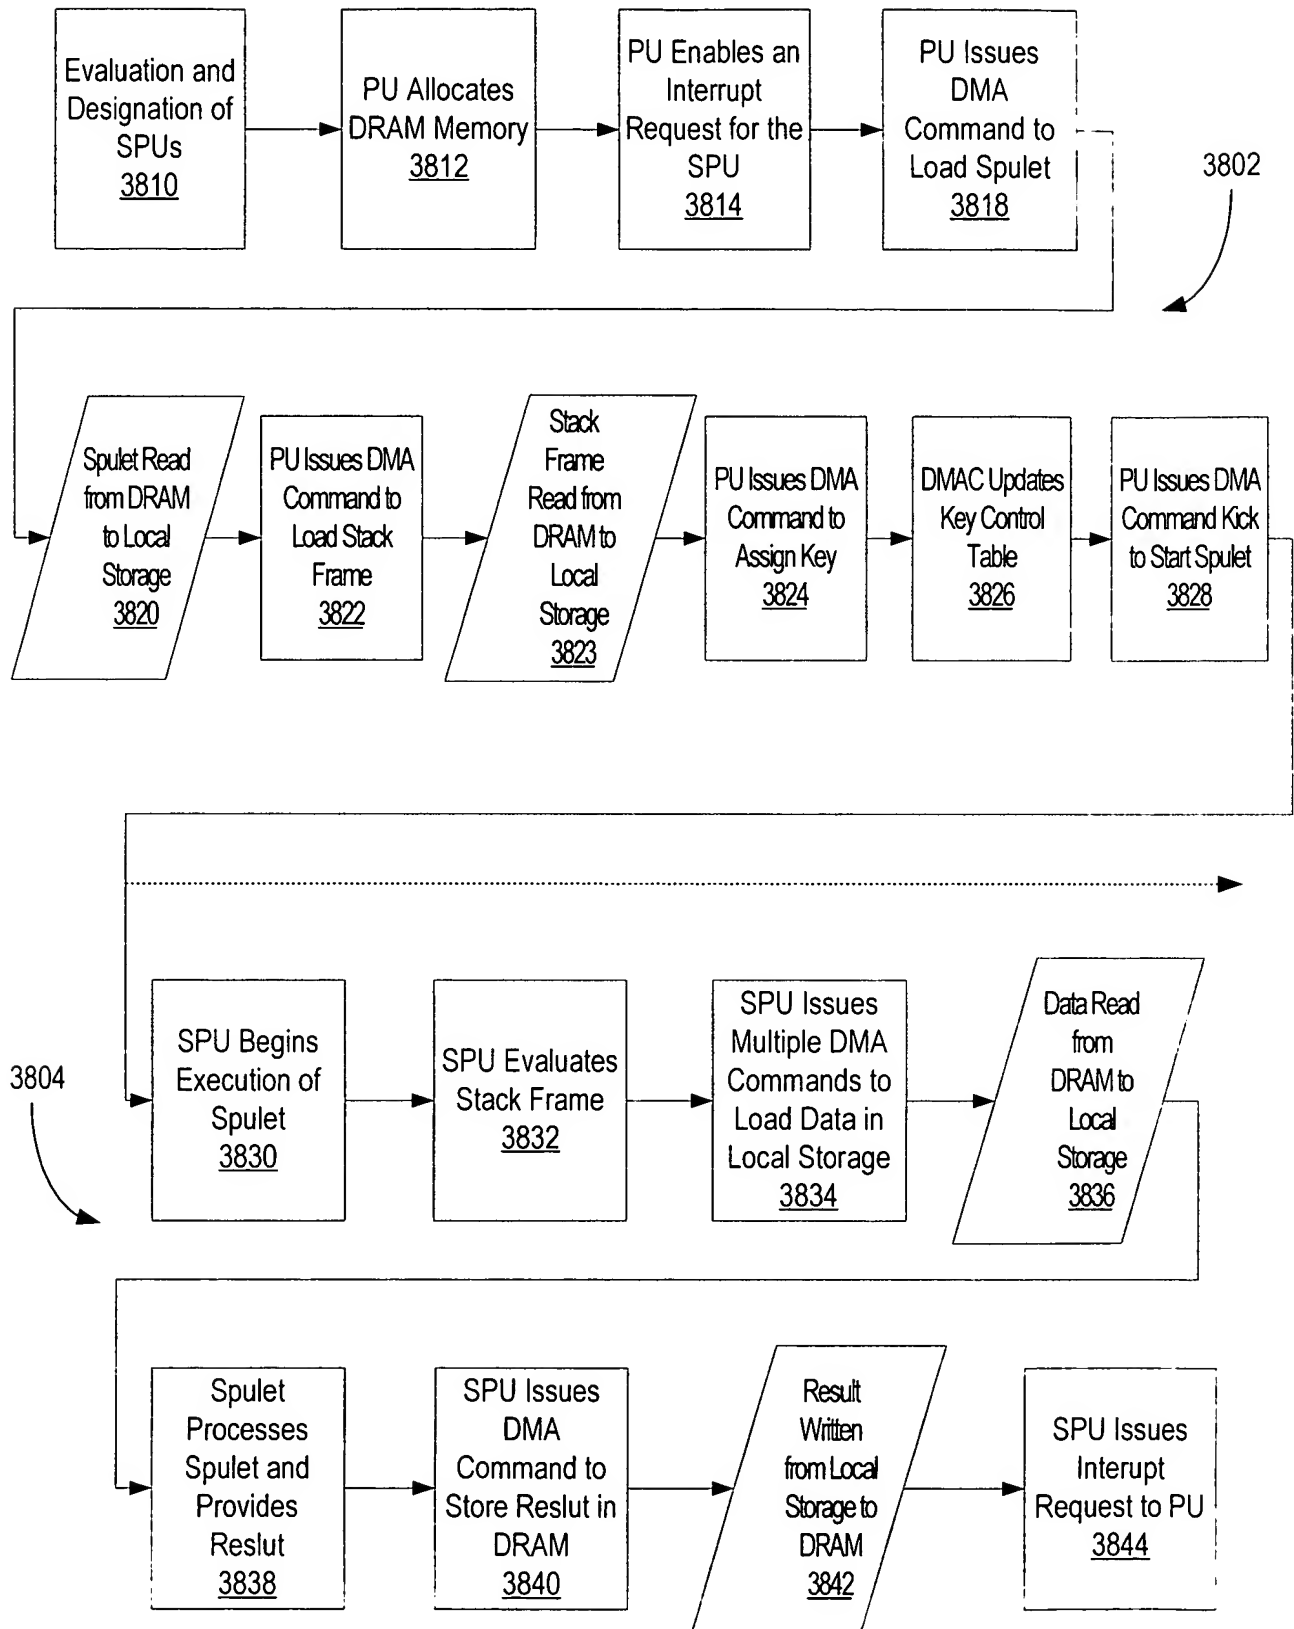 Evaluation and
Designation of
SPUs
3810
PU Allocates
DRAM Memory
3812
PU Enables an
Interrupt
Request for the
SPU
3814
PU Issues
DMA
Command to
Load Spulet
3818
3802
Spulet Read
from DRAM
to Local
Storage
3820
PU Issues DMA
Command to
Load Stack
Frame
3822
Stack
Frame
Read from
DRAM to
Local
Storage
3823
PU Issues DMA
Command to
Assign Key
3824
DMAC Updates
Key Control
Table
3826
PU Issues DMA
Command Kick
to Start Spulet
3828
3804
SPU Begins
Execution of
Spulet
3830
SPU Evaluates
Stack Frame
3832
SPU Issues
Multiple DMA
Commands to
Load Data in
Local Storage
3834
Data Read
from
DRAM to
Local
Storage
3836
Spulet
Processes
Spulet and
Provides
Reslut
3838
SPU Issues
DMA
Command to
Store Reslut in
DRAM
3840
Result
Written
from Local
Storage to
DRAM
3842
SPU Issues
Interupt
Request to PU
3844